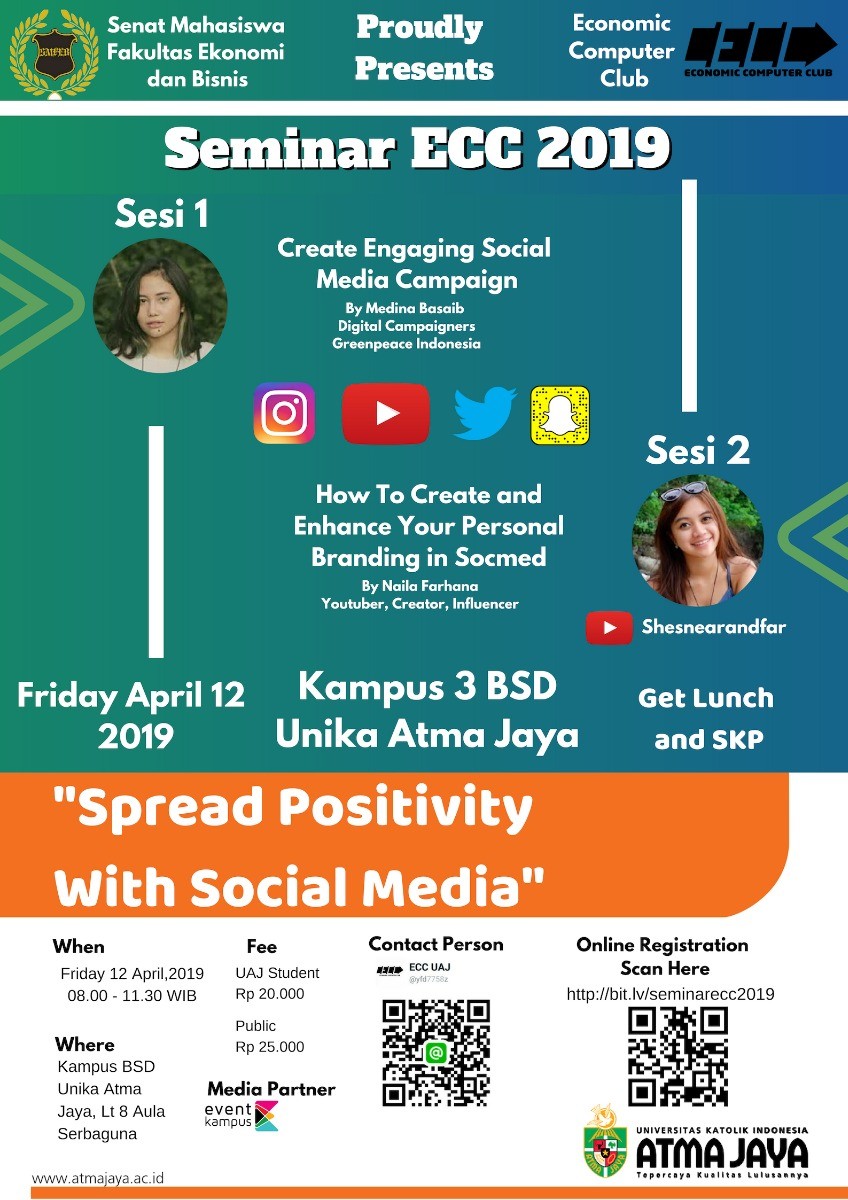 Senat Mahasiswa
Fakultas Ekonomi
dan Bisnis
Proudly
Presents
Economic
Computer
Club
ECC
ECONOMIC COMPUTER CLUB
Seminar ECC 2019
Sesi 1
Create Engaging Social
Media Campaign
By Medina Basaib
Digital Campaigners
Greenpeace Indonesia
Sesi 2
How To Create and
Enhance Your Personal
Branding in Socmed
By Naila Farhana
Youtuber, Creator, Influencer
Shesnearandfar
Friday April 12
2019
Kampus 3 BSD
Unika Atma Jaya
Get Lunch
and SKP
"Spread Positivity
With Social Media"
When
Friday 12 April,2019
08.00 - 11.30 WIB
Where
Kampus BSD
Unika Atma
Jaya, Lt 8 Aula
Serbaguna
Fee
UAJ Student
Rp 20.000
Public
Rp 25.000
Media Partner
event
kampus
Contact Person
ECC UAJ
@yfd7758z
@
Online Registration
Scan Here
http://bit.lv/seminarecc2019
UNIVERSITAS KATOLIK INDONESIA
ATMA JAYA
Tepercaya Kualitas Lulusannya
www.atmajaya.ac.id